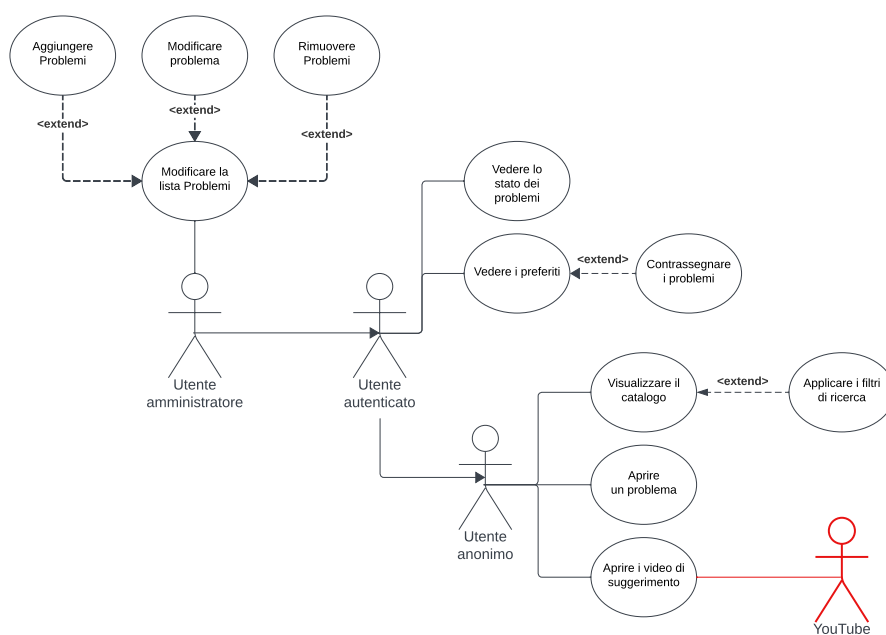 Aggiungere
Problemi
Modificare
problema
Rimuovere
Problemi
<extend>
<extend>
<extend>
Modificare la
lista Problemi
Vedere lo
stato dei
problemi
Vedere i preferiti
<extend>
Contrassegnare
i problemi
Utente
amministratore
Utente
autenticato
Visualizzare il
catalogo
<extend>
Applicare i filtri
di ricerca
Aprire
un problema
Utente
anonimo
Aprire i video di
suggerimento
YouTube